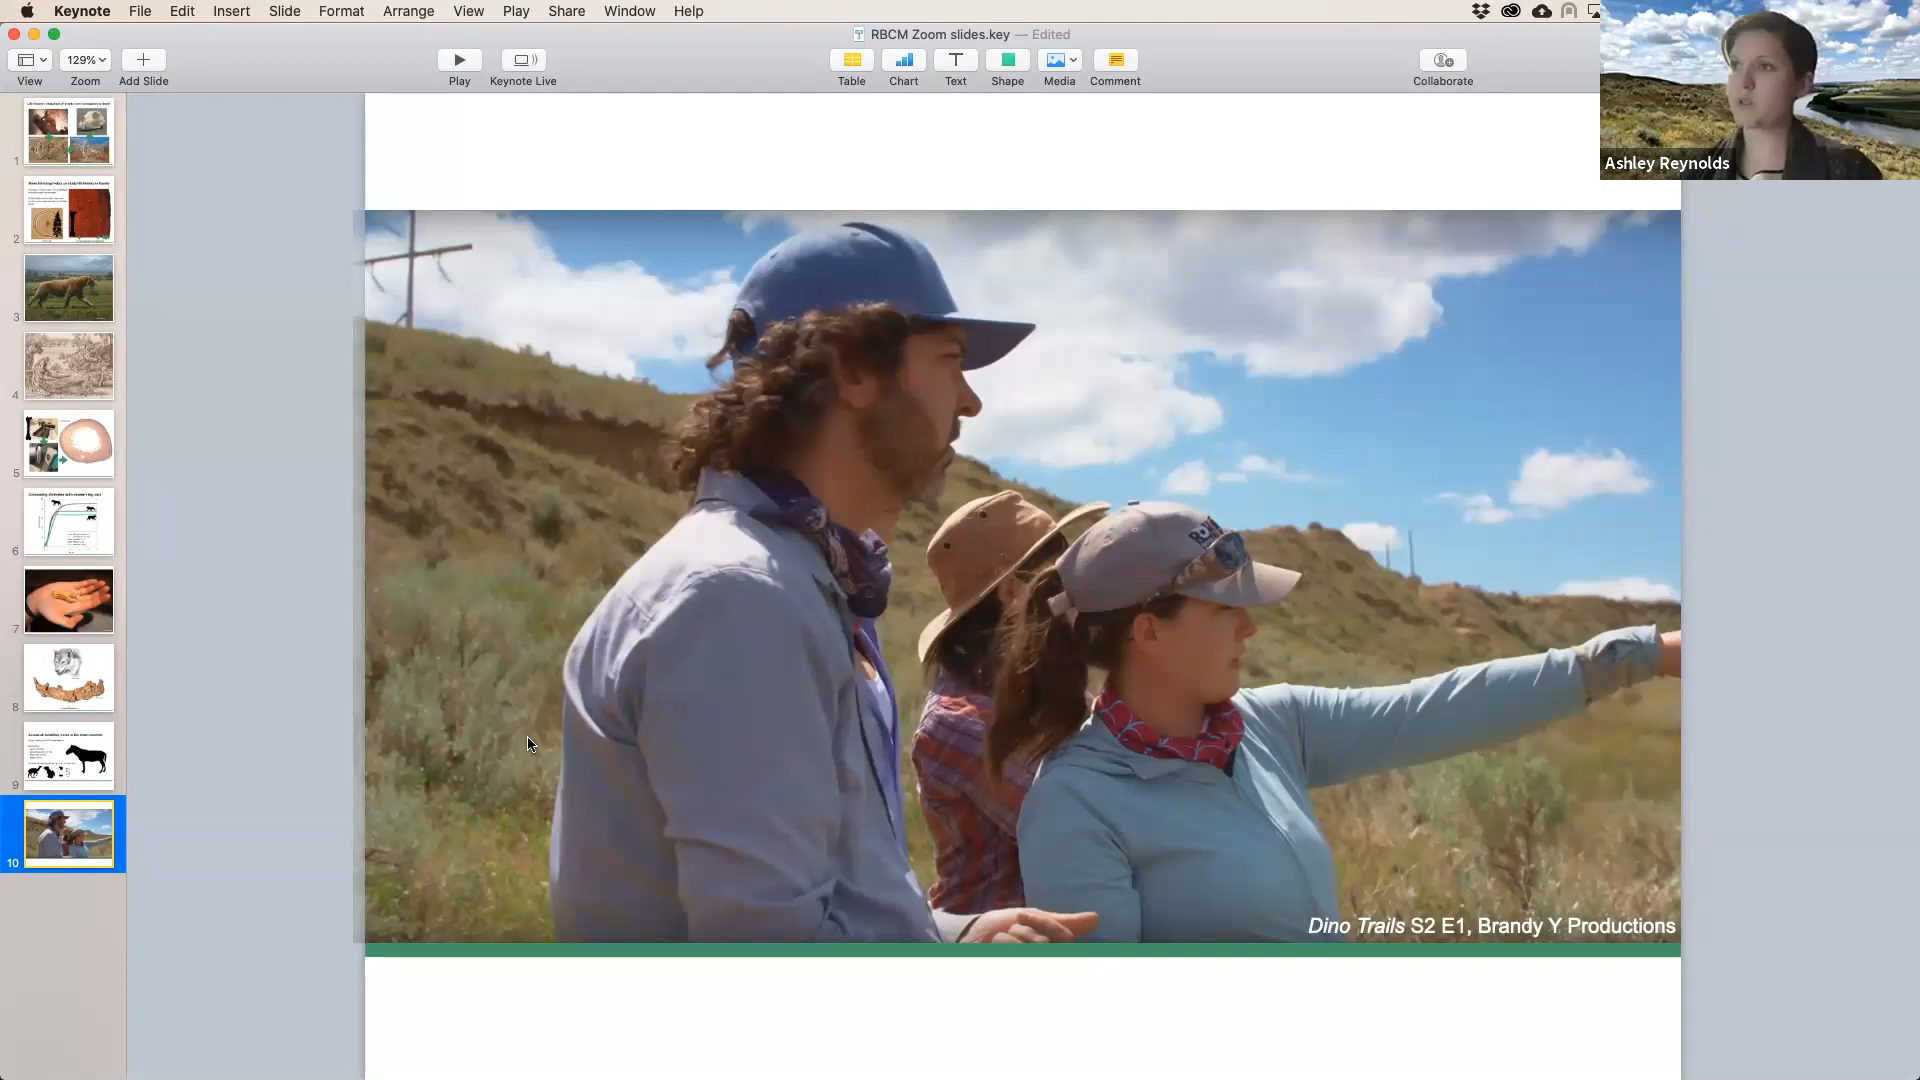 Keynote File Edit Insert Slide Format Arrange View Play Share Window Help
RBCM Zoom slides.key — Edited
129%
View Zoom Add Slide Play Keynote Live Table Chart Text Shape Media Comment Collaborate
Ashley Reynolds
1
2
3
4
5
6
7
8
9
10
Dino Trails S2 E1, Brandy Y Productions